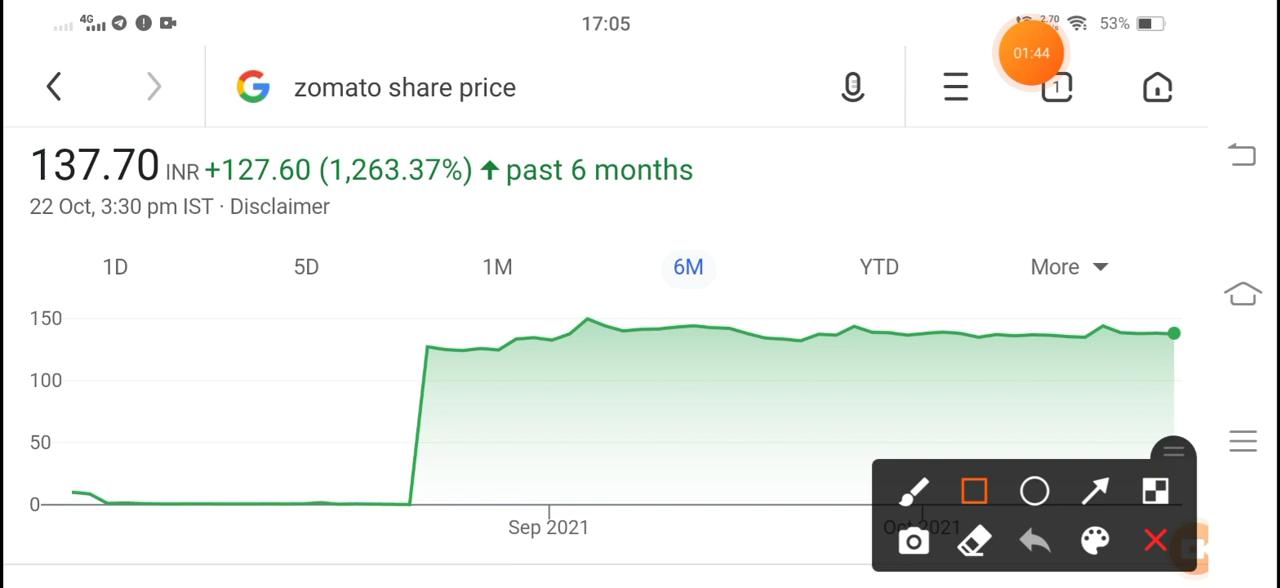 4G 17:05 2.70 53%
01:44
zomato share price 1
137.70 INR +127.60 (1,263.37%) ↑ past 6 months
22 Oct, 3:30 pm IST · Disclaimer
1D 5D 1M 6M YTD More
150
100
50
0
Sep 2021 Oct 2021